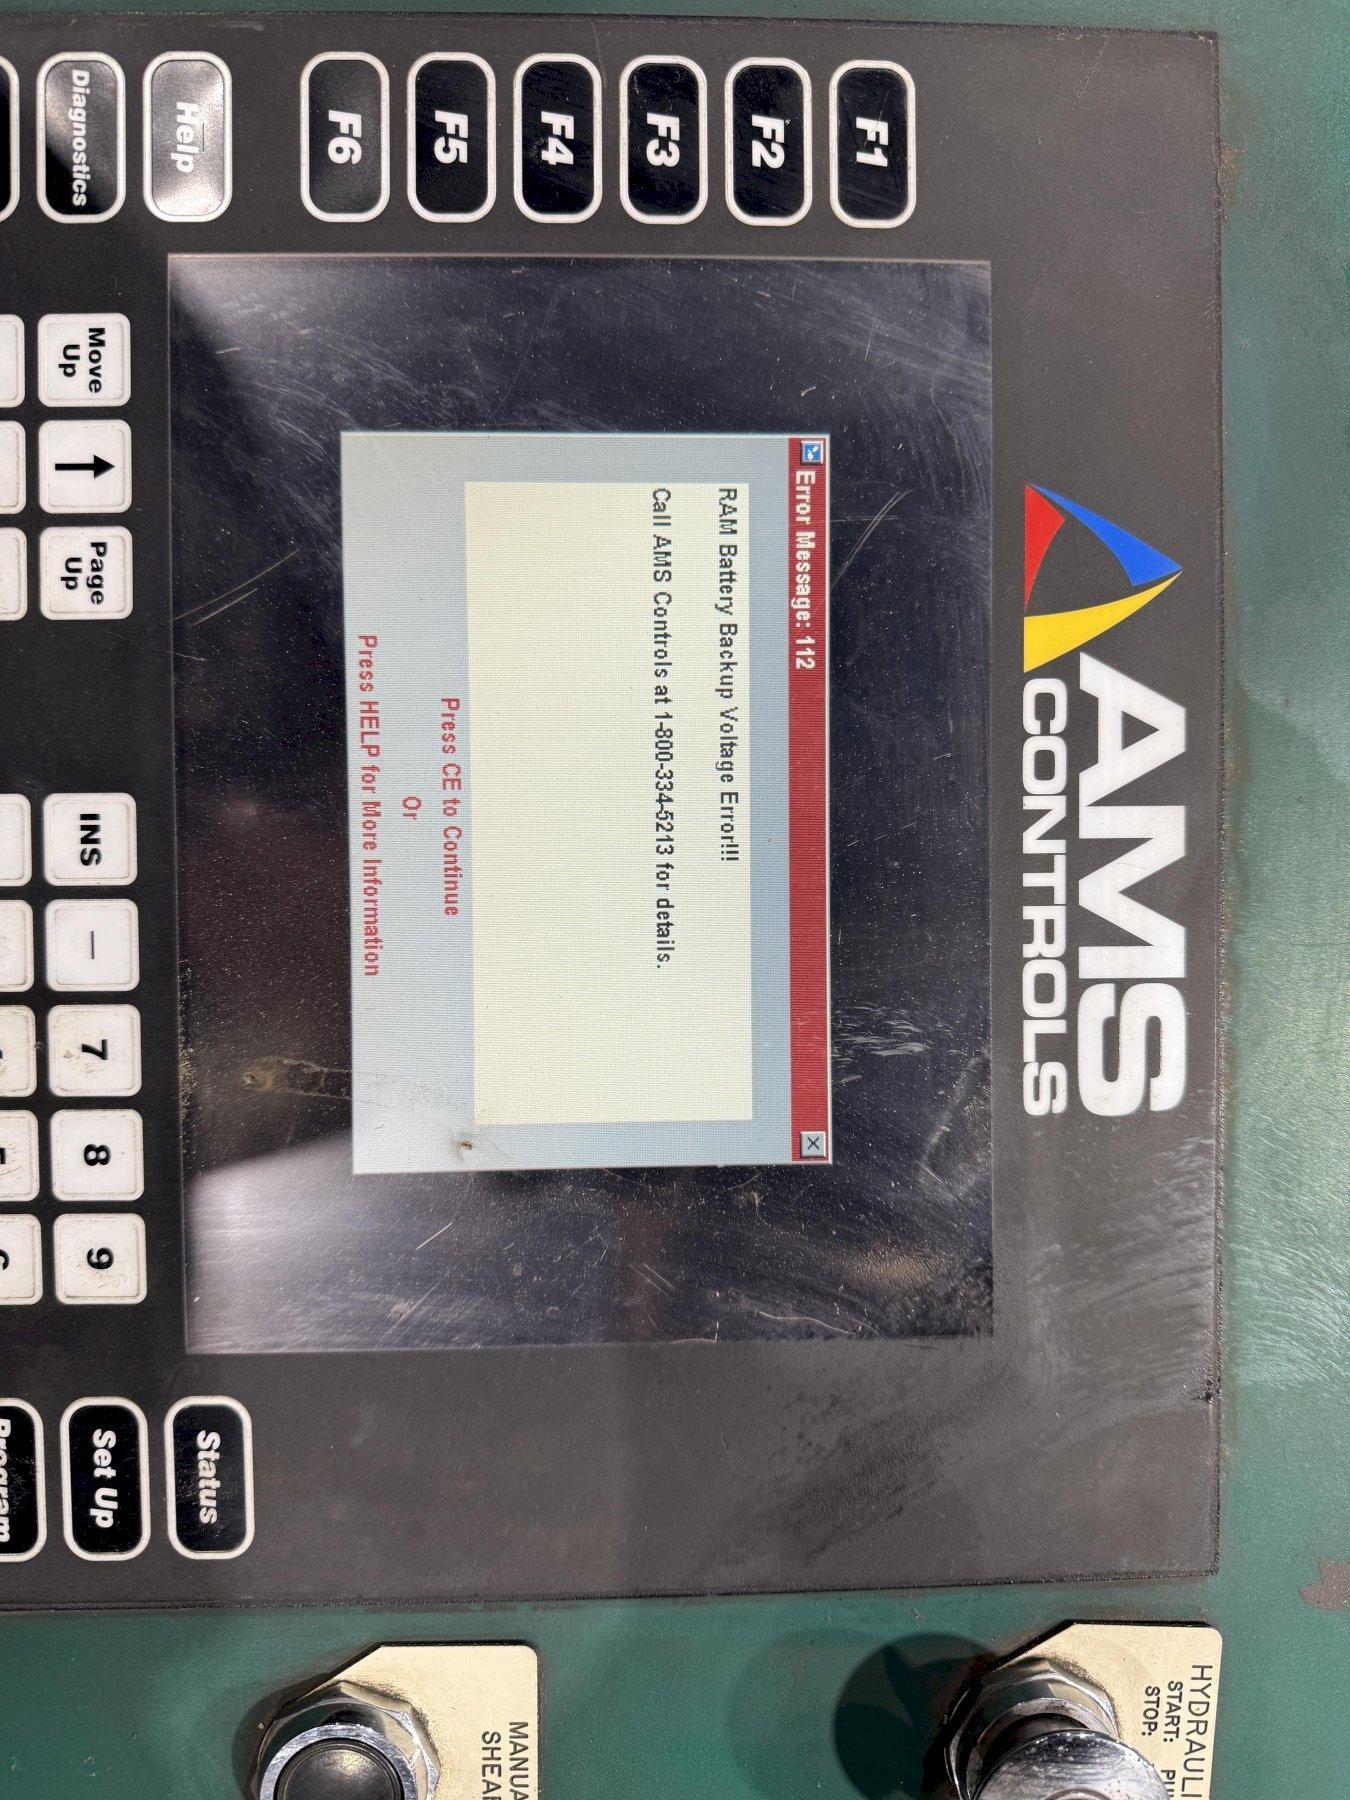 AMS
CONTROLS
F1
F2
F3
F4
F5
F6
Error Message: 112
RAM Battery Backup Voltage Error!!!
Call AMS Controls at 1-800-334-5213 for details.
Press CE to Continue
Or
Press HELP for More Information
Help
Diagnostics
Move
Up
Page
Up
INS
-
7
8
9
Status
Set Up
Program
HYDRAULI
START: PU
STOP:
MANUA
SHEAR